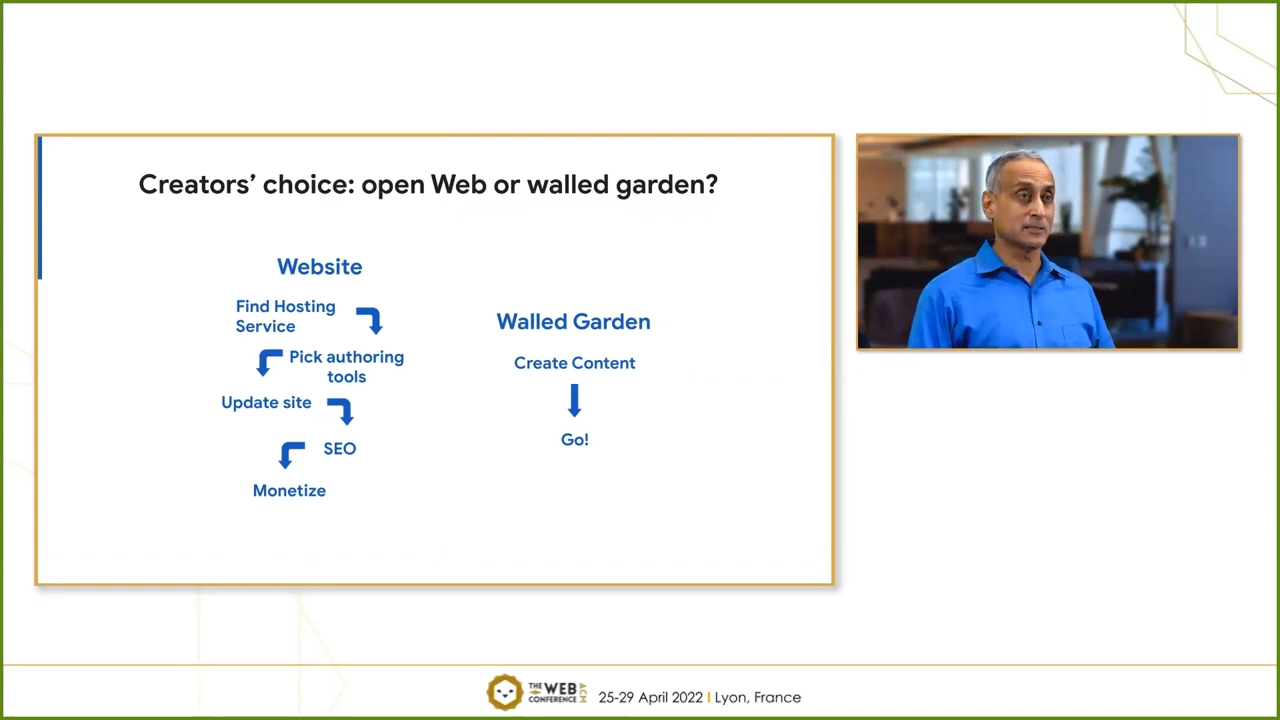 Creators’ choice: open Web or walled garden?
Website
Find Hosting
Service
Pick authoring
tools
Update site
SEO
Monetize
Walled Garden
Create Content
Go!
THE WEB
CONFERENCE
ACM
25-29 April 2022 I Lyon, France